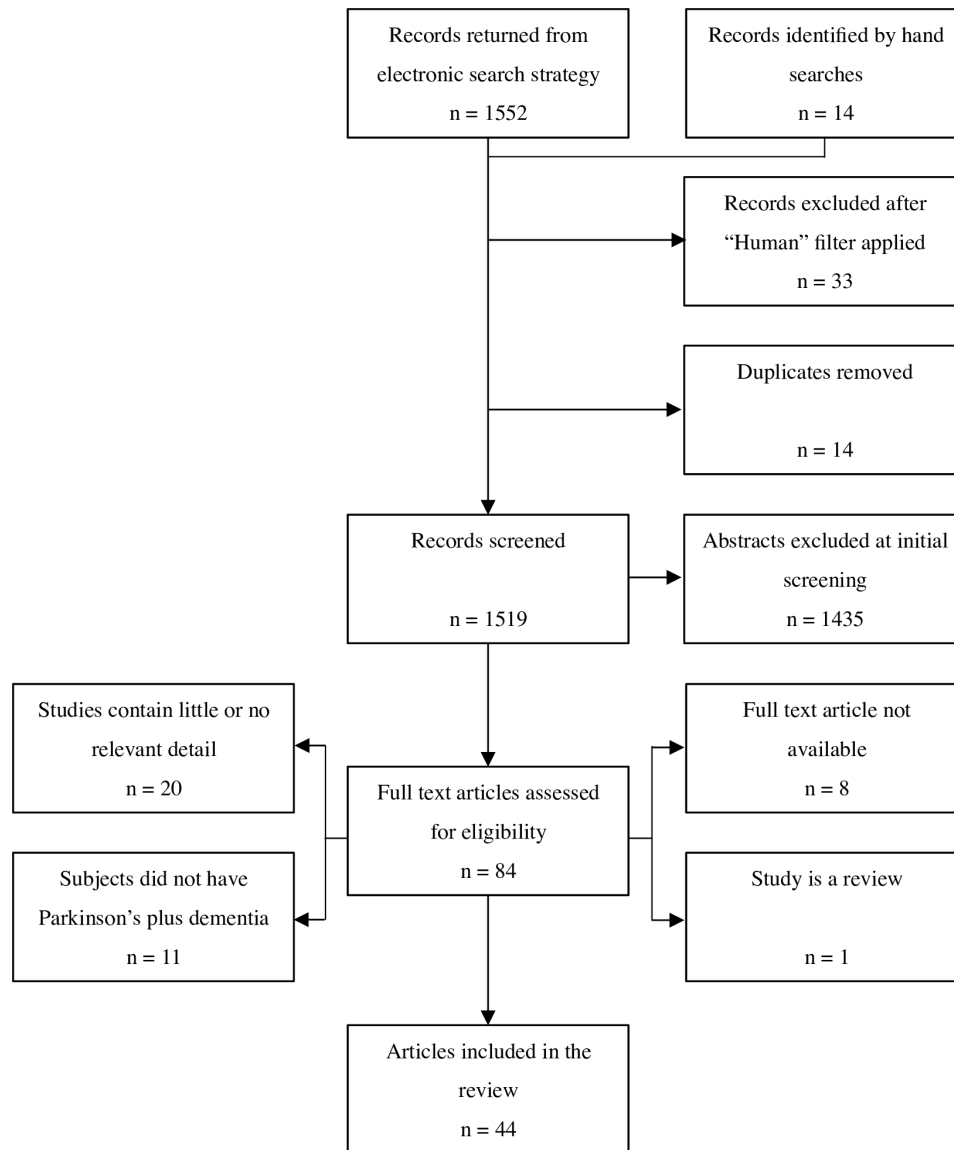 Records returned from
electronic search strategy
n = 1552
Records identified by hand
searches
n = 14
Records excluded after
“Human” filter applied
n = 33
Duplicates removed
n = 14
Records screened
n = 1519
Abstracts excluded at initial
screening
n = 1435
Studies contain little or no
relevant detail
n = 20
Full text article not
available
n = 8
Full text articles assessed
for eligibility
n = 84
Subjects did not have
Parkinson’s plus dementia
n = 11
Study is a review
n = 1
Articles included in the
review
n = 44